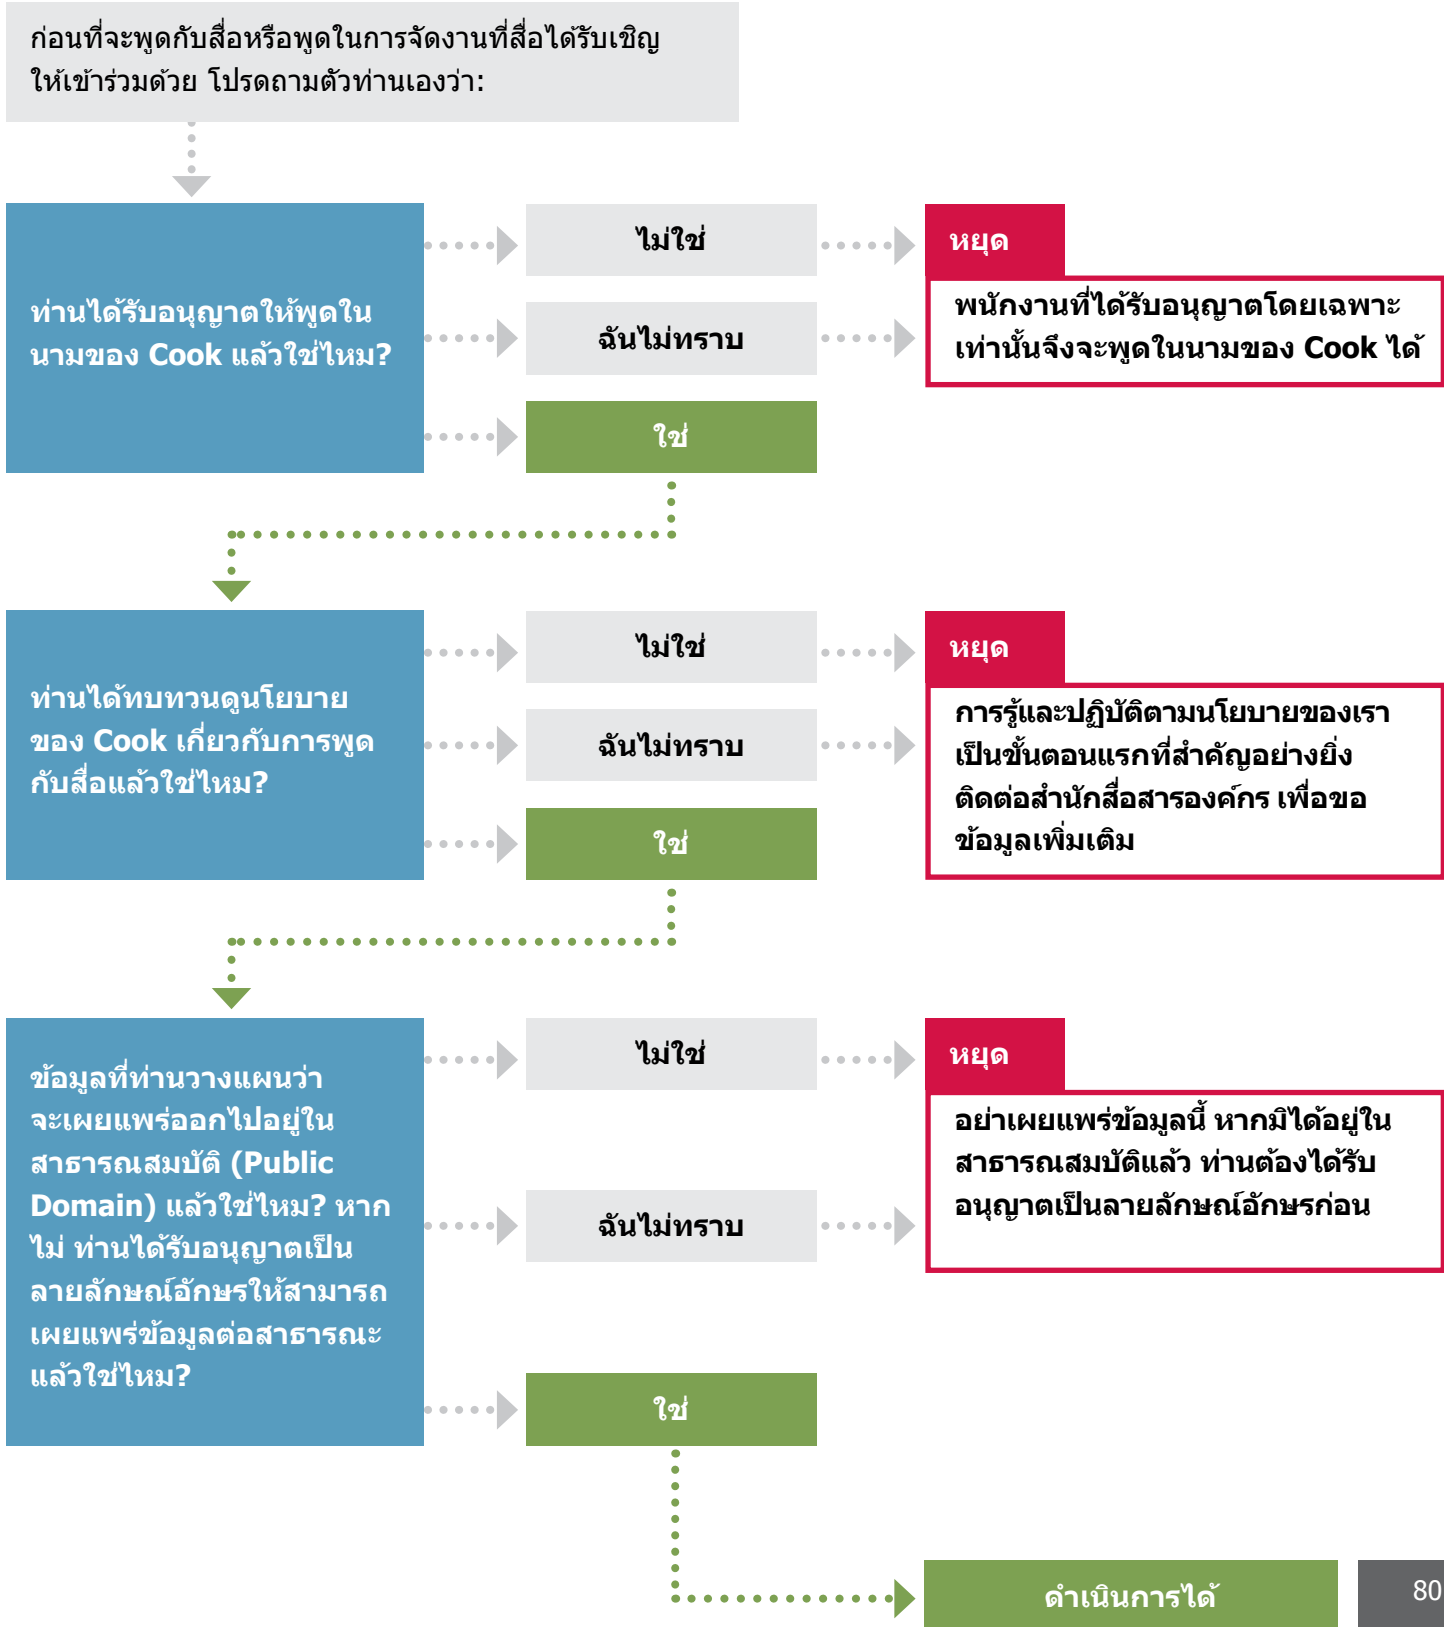 ก่อนที่จะพูดกับสื่อหรือพูดในการจัดงานที่สื่อได้รับเชิญ
ให้เข้าร่วมด้วย โปรดถามตัวท่านเองว่า:
ท่านได้รับอนุญาตให้พูดใน
นามของ Cook แล้วใช่ไหม?
ไม่ใช่
ฉันไม่ทราบ
ใช่
หยุด
พนักงานที่ได้รับอนุญาตโดยเฉพาะ
เท่านั้นจึงจะพูดในนามของ Cook ได้
ท่านได้ทบทวนดูนโยบาย
ของ Cook เกี่ยวกับการพูด
กับสื่อแล้วใช่ไหม?
ไม่ใช่
ฉันไม่ทราบ
ใช่
หยุด
การรู้และปฏิบัติตามนโยบายของเรา
เป็นขั้นตอนแรกที่สำคัญอย่างยิ่ง
ติดต่อสำนักสื่อสารองค์กร เพื่อขอ
ข้อมูลเพิ่มเติม
ข้อมูลที่ท่านวางแผนว่า
จะเผยแพร่ออกไปอยู่ใน
สาธารณสมบัติ (Public
Domain) แล้วใช่ไหม? หาก
ไม่ ท่านได้รับอนุญาตเป็น
ลายลักษณ์อักษรให้สามารถ
เผยแพร่ข้อมูลต่อสาธารณะ
แล้วใช่ไหม?
ไม่ใช่
ฉันไม่ทราบ
ใช่
หยุด
อย่าเผยแพร่ข้อมูลนี้ หากมิได้อยู่ใน
สาธารณสมบัติแล้ว ท่านต้องได้รับ
อนุญาตเป็นลายลักษณ์อักษรก่อน
ดำเนินการได้
80